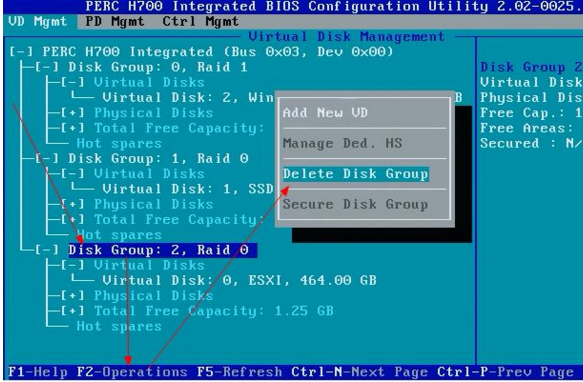 PERC H700 Integrated BIOS Configuration Utility 2.02-0025.
VD Mgmt PD Mgmt Ctrl Mgmt
Virtual Disk Management
[-] PERC H700 Integrated (Bus 0x03, Dev 0x00)
[-] Disk Group: 0, Raid 1
[-] Virtual Disks
Virtual Disk: 2, Win
[+] Physical Disks
[+] Total Free Capacity:
Hot spares
[-] Disk Group: 1, Raid 0
[-] Virtual Disks
Virtual Disk: 1, SSD
[+] Physical Disks
[+] Total Free Capacity:
Hot spares
[-] Disk Group: 2, Raid 0
[-] Virtual Disks
Virtual Disk: 0, ESXI, 464.00 GB
[+] Physical Disks
[+] Total Free Capacity: 1.25 GB
Hot spares
B
Add New VD
Manage Ded. HS
Delete Disk Group
Secure Disk Group
Disk Group 2
Virtual Disk
Physical Dis
Free Cap.: 1
Free Areas:
Secured : N/
F1-Help F2-Operations F5-Refresh Ctrl-N-Next Page Ctrl-P-Prev Page